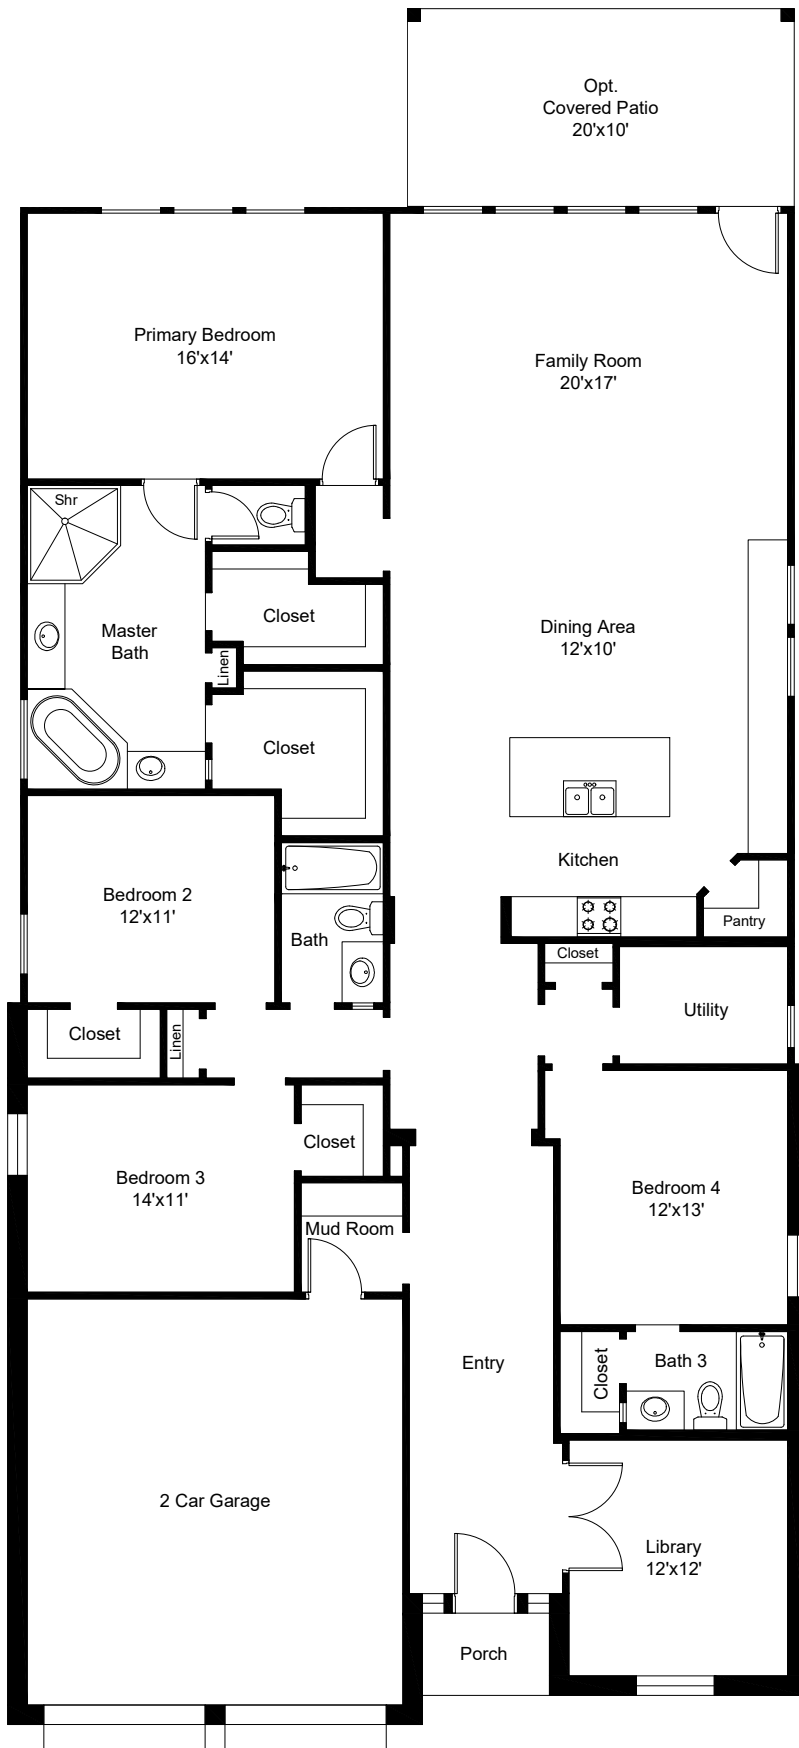 Opt.
Covered Patio
20'x10'
Primary Bedroom
16'x14'
Family Room
20'x17'
Shr
Closet
Master
Bath
Linen
Dining Area
12'x10'
Closet
Kitchen
Bedroom 2
12'x11'
Bath
Pantry
Closet
Utility
Closet
Linen
Closet
Bedroom 3
14'x11'
Bedroom 4
12'x13'
Mud Room
Entry
Closet
Bath 3
2 Car Garage
Library
12'x12'
Porch